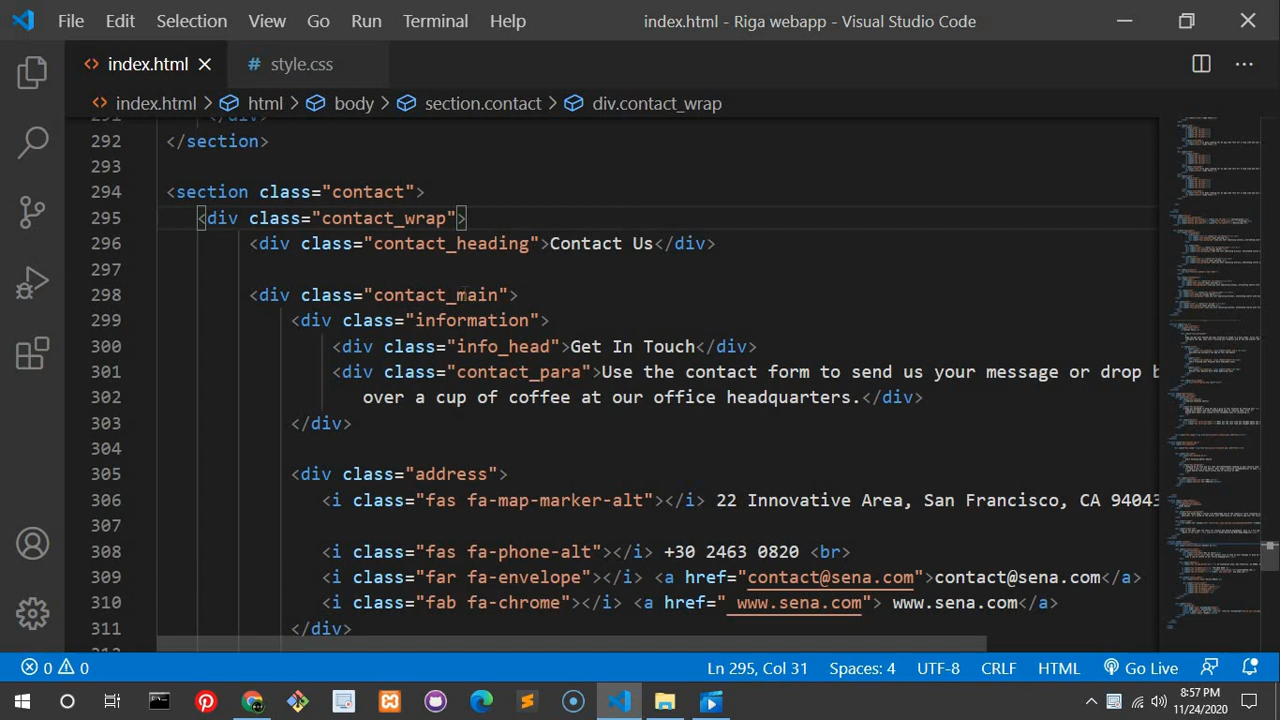 File Edit Selection View Go Run Terminal Help index.html - Riga webapp - Visual Studio Code
index.html style.css
index.html > html > body > section.contact > div.contact_wrap
291 </div>
292 </section>
293
294 <section class="contact">
295 <div class="contact_wrap">
296 <div class="contact_heading">Contact Us</div>
297
298 <div class="contact_main">
299 <div class="information">
300 <div class="info_head">Get In Touch</div>
301 <div class="contact_para">Use the contact form to send us your message or drop
302 over a cup of coffee at our office headquarters.</div>
303 </div>
304
305 <div class="address">
306 <i class="fas fa-map-marker-alt"></i> 22 Innovative Area, San Francisco, CA 94043
307
308 <i class="fas fa-phone-alt"></i> +30 2463 0820 <br>
309 <i class="far fa-envelope"></i> <a href="contact@sena.com">contact@sena.com</a>
310 <i class="fab fa-chrome"></i> <a href=" www.sena.com"> www.sena.com</a>
311 </div>
0 0 Ln 295, Col 31 Spaces: 4 UTF-8 CRLF HTML Go Live
8:57 PM
11/24/2020